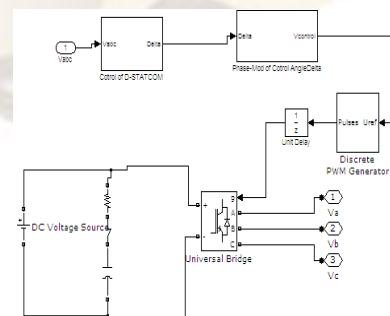 1
Vabc
Vabc
Delta
Cotrol of D-STATCOM
Delta
Vcontrol
Phase-Mod of Cotrol AngleDelta
1
z
Unit Delay
Pulses Uref
Discrete
PWM Generator
DC Voltage Source
+
-
g
A
B
C
Universal Bridge
1
Va
2
Vb
3
Vc